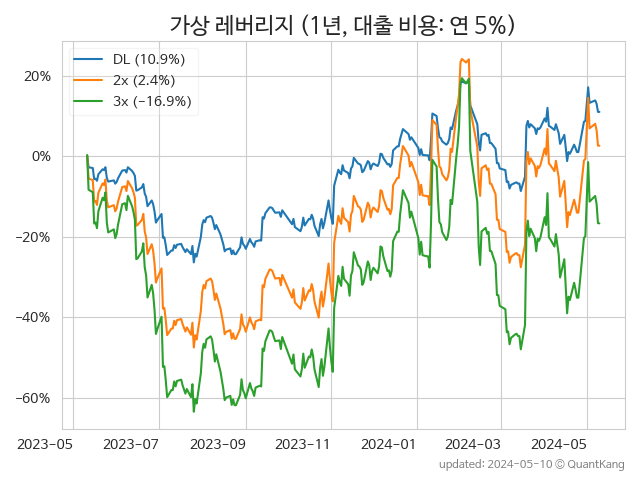 가상 레버리지 (1년, 대출 비용: 연 5%)
DL (10.9%)
2x (2.4%)
3x (−16.9%)
20%
0%
−20%
−40%
−60%
2023−05 2023−07 2023−09 2023−11 2024−01 2024−03 2024−05
updated: 2024−05−10 © QuantKang